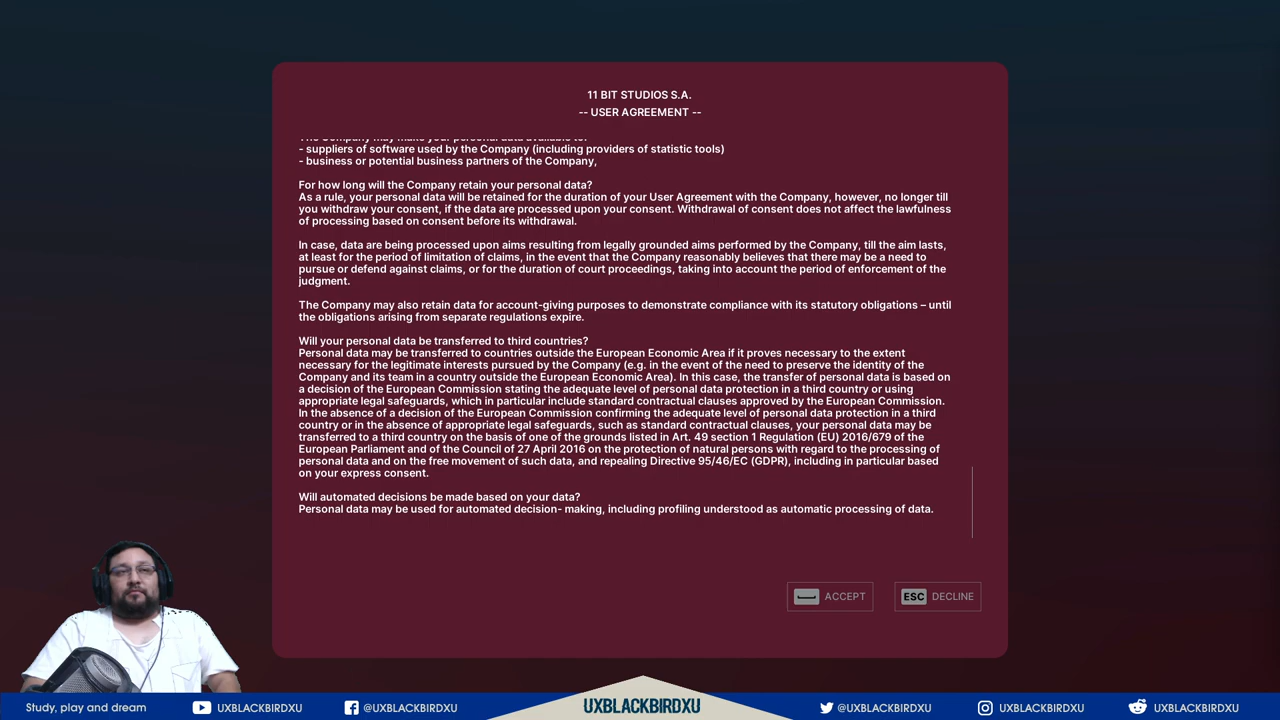 11 BIT STUDIOS S.A.
-- USER AGREEMENT --
The Company may make your personal data available to:
- suppliers of software used by the Company (including providers of statistic tools)
- business or potential business partners of the Company,
For how long will the Company retain your personal data?
As a rule, your personal data will be retained for the duration of your User Agreement with the Company, however, no longer till
you withdraw your consent, if the data are processed upon your consent. Withdrawal of consent does not affect the lawfulness
of processing based on consent before its withdrawal.
In case, data are being processed upon aims resulting from legally grounded aims performed by the Company, till the aim lasts,
at least for the period of limitation of claims, in the event that the Company reasonably believes that there may be a need to
pursue or defend against claims, or for the duration of court proceedings, taking into account the period of enforcement of the
judgment.
The Company may also retain data for account-giving purposes to demonstrate compliance with its statutory obligations – until
the obligations arising from separate regulations expire.
Will your personal data be transferred to third countries?
Personal data may be transferred to countries outside the European Economic Area if it proves necessary to the extent
necessary for the legitimate interests pursued by the Company (e.g. in the event of the need to preserve the identity of the
Company and its team in a country outside the European Economic Area). In this case, the transfer of personal data is based on
a decision of the European Commission stating the adequate level of personal data protection in a third country or using
appropriate legal safeguards, which in particular include standard contractual clauses approved by the European Commission.
In the absence of a decision of the European Commission confirming the adequate level of personal data protection in a third
country or in the absence of appropriate legal safeguards, such as standard contractual clauses, your personal data may be
transferred to a third country on the basis of one of the grounds listed in Art. 49 section 1 Regulation (EU) 2016/679 of the
European Parliament and of the Council of 27 April 2016 on the protection of natural persons with regard to the processing of
personal data and on the free movement of such data, and repealing Directive 95/46/EC (GDPR), including in particular based
on your express consent.
Will automated decisions be made based on your data?
Personal data may be used for automated decision- making, including profiling understood as automatic processing of data.
ACCEPT
ESC DECLINE
Study, play and dream
UXBLACKBIRDXU
@UXBLACKBIRDXU
UXBLACKBIRDXU
@UXBLACKBIRDXU
UXBLACKBIRDXU
UXBLACKBIRDXU